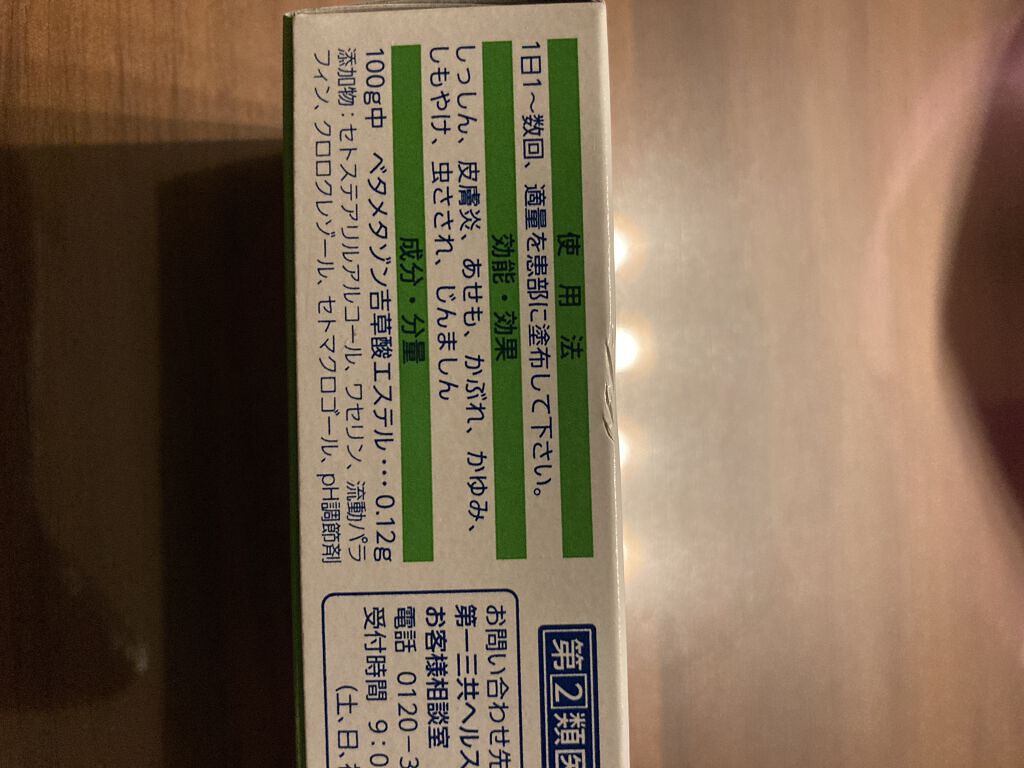 使用法
1日1～数回、適量を患部に塗布して下さい。
効能・効果
しっしん、皮膚炎、あせも、かぶれ、かゆみ、
しもやけ、虫さされ、じんましん
成分・分量
100g中 ベタメタゾン吉草酸エステル…0.12g
添加物：セトステアリルアルコール、ワセリン、流動パラ
フィン、クロロクレゾール、セトマクロゴール、pH調節剤
第2類医
お問い合わせ先
第一三共ヘルス
お客様相談室
電話 0120-3
受付時間 9:0
(土、日、